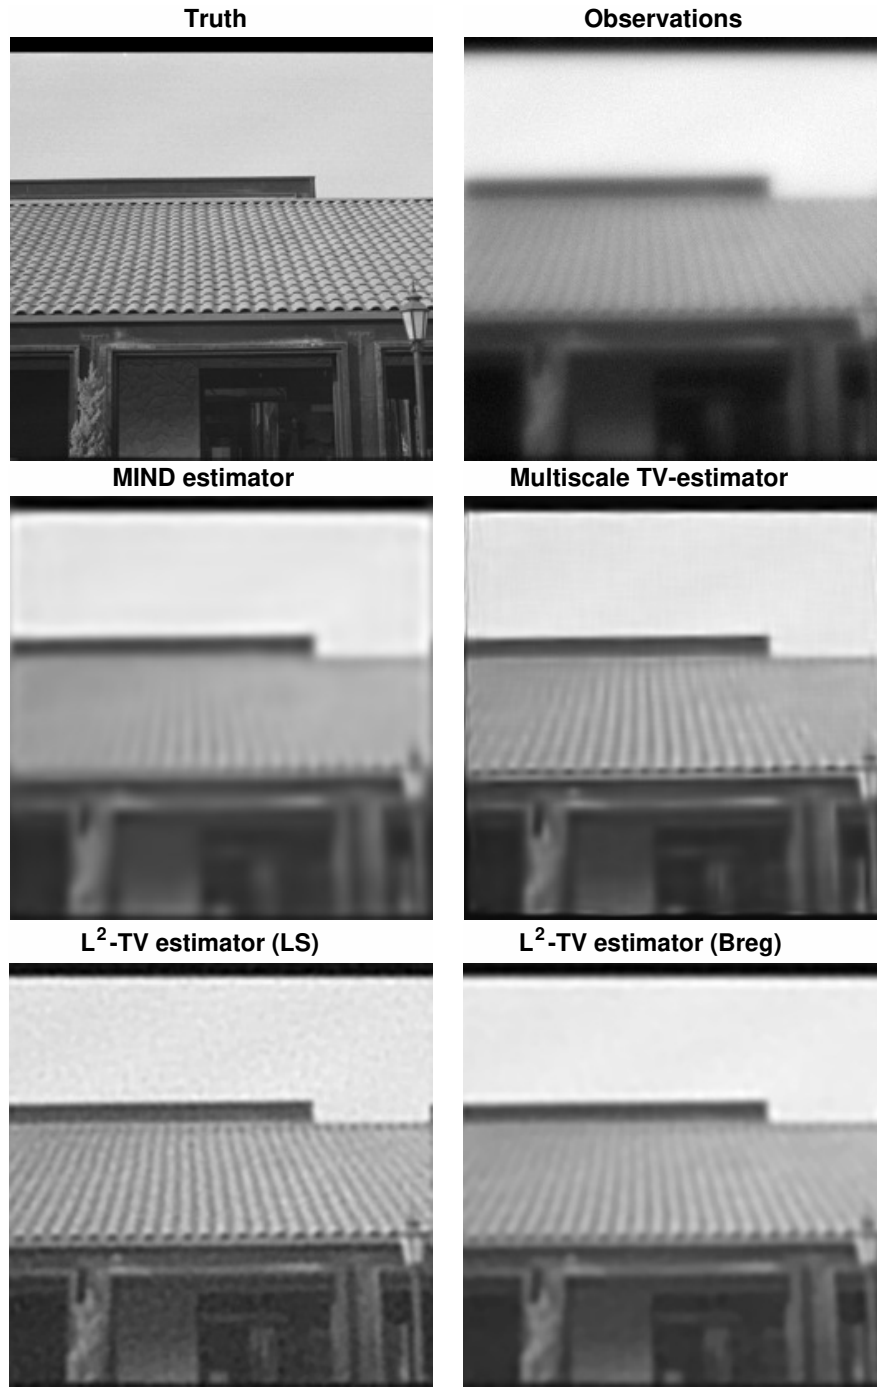 Truth
Observations
MIND estimator
Multiscale TV-estimator
L²-TV estimator (LS)
L²-TV estimator (Breg)